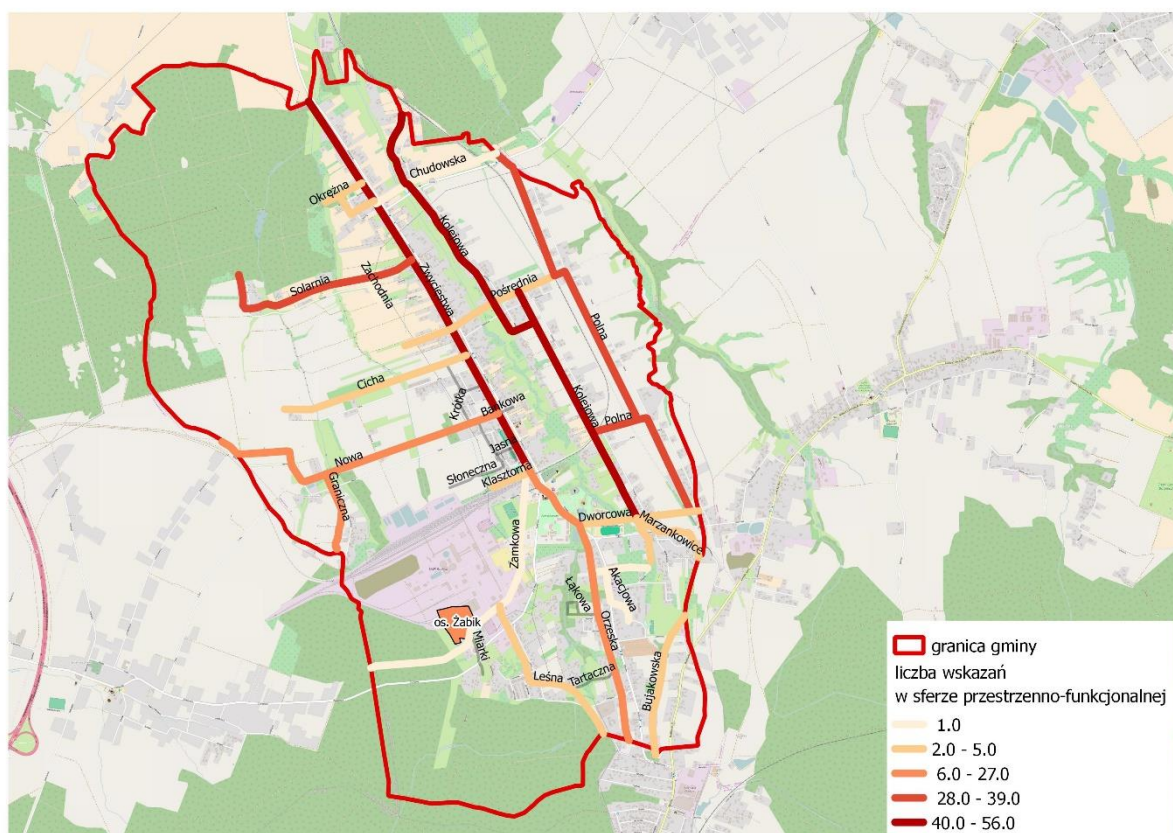 Chudowska
Okrężna
Kolejowa
Solarnia
Zachodnia
Zwycięstwa
Pośrednia
Polna
Cicha
Krótka
Kolejowa
Bankowa
Polna
Nowa
Jasna
Słoneczna
Klasztorna
Graniczna
Zamkowa
Dworcowa
Marzankowice
Łąkowa
Akacjowa
Orzeska
os. Żabik
Miarki
Leśna
Tartaczna
Bujakowska
granica gminy
liczba wskazań
w sferze przestrzenno-funkcjonalnej
1.0
2.0 - 5.0
6.0 - 27.0
28.0 - 39.0
40.0 - 56.0